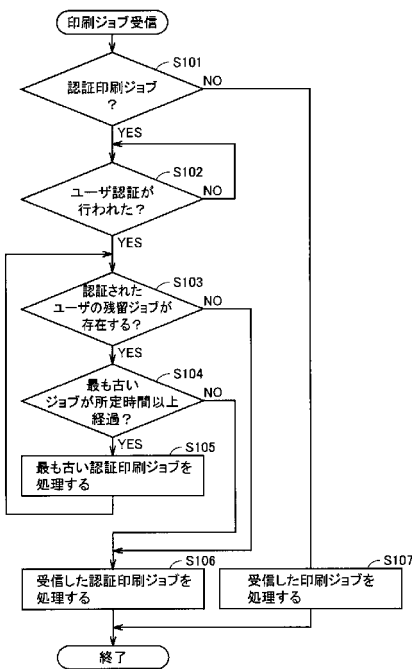 印刷ジョブ受信
S101
認証印刷ジョブ
?
NO
YES
S102
ユーザ認証が
行われた?
NO
YES
S103
認証された
ユーザの残留ジョブが
存在する?
NO
YES
S104
最も古い
ジョブが所定時間以上
経過?
NO
YES
S105
最も古い認証印刷ジョブを
処理する
S106
受信した認証印刷ジョブを
処理する
S107
受信した印刷ジョブを
処理する
終了